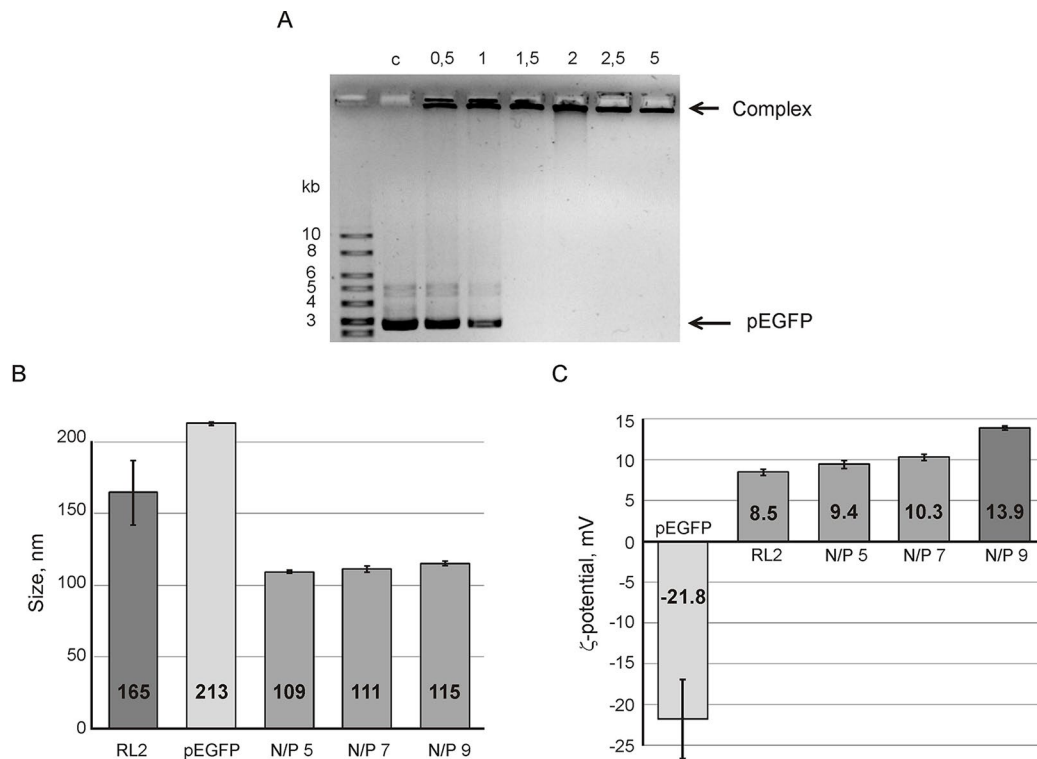 A
c 0,5 1 1,5 2 2,5 5
Complex
kb
10
8
6
5
4
3
pEGFP
B
Size, nm
200
150
100
50
0
165 213 109 111 115
RL2 pEGFP N/P 5 N/P 7 N/P 9
C
ζ-potential, mV
15
10
5
0
-5
-10
-15
-20
-25
pEGFP
-21.8
8.5 9.4 10.3 13.9
RL2 N/P 5 N/P 7 N/P 9